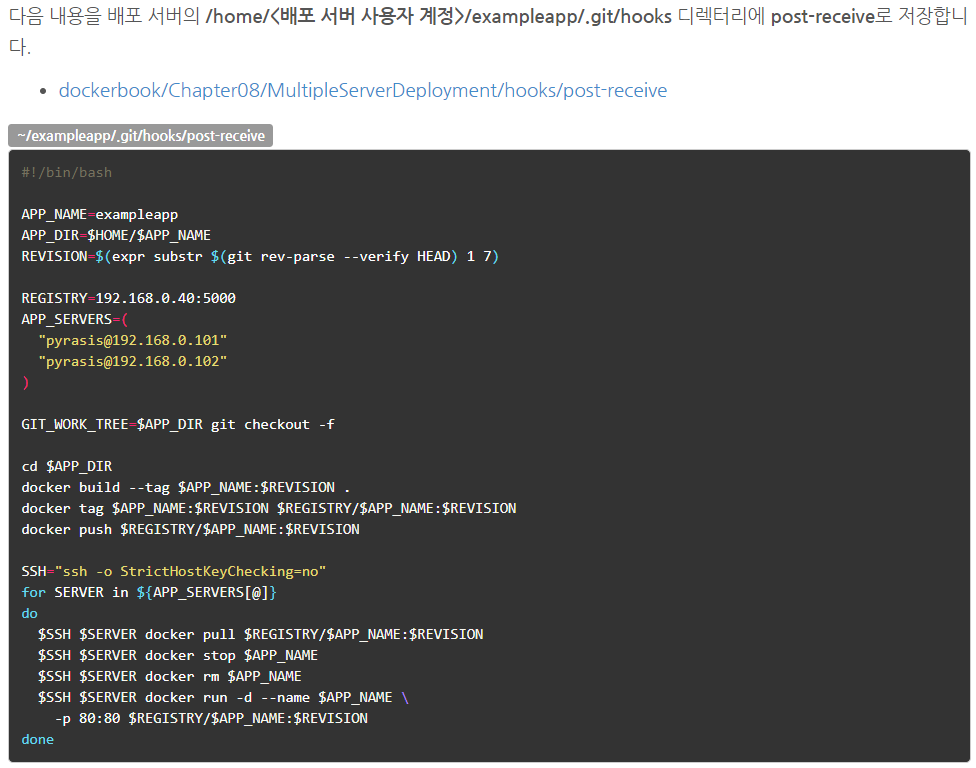 다음 내용을 배포 서버의 /home/<배포 서버 사용자 계정>/exampleapp/.git/hooks 디렉터리에 post-receive로 저장합니
다.
• dockerbook/Chapter08/MultipleServerDeployment/hooks/post-receive
~/exampleapp/.git/hooks/post-receive
#!/bin/bash

APP_NAME=exampleapp
APP_DIR=$HOME/$APP_NAME
REVISION=$(expr substr $(git rev-parse --verify HEAD) 1 7)

REGISTRY=192.168.0.40:5000
APP_SERVERS=(
  "pyrasis@192.168.0.101"
  "pyrasis@192.168.0.102"
)

GIT_WORK_TREE=$APP_DIR git checkout -f

cd $APP_DIR
docker build --tag $APP_NAME:$REVISION .
docker tag $APP_NAME:$REVISION $REGISTRY/$APP_NAME:$REVISION
docker push $REGISTRY/$APP_NAME:$REVISION

SSH="ssh -o StrictHostKeyChecking=no"
for SERVER in ${APP_SERVERS[@]}
do
  $SSH $SERVER docker pull $REGISTRY/$APP_NAME:$REVISION
  $SSH $SERVER docker stop $APP_NAME
  $SSH $SERVER docker rm $APP_NAME
  $SSH $SERVER docker run -d --name $APP_NAME \
    -p 80:80 $REGISTRY/$APP_NAME:$REVISION
done